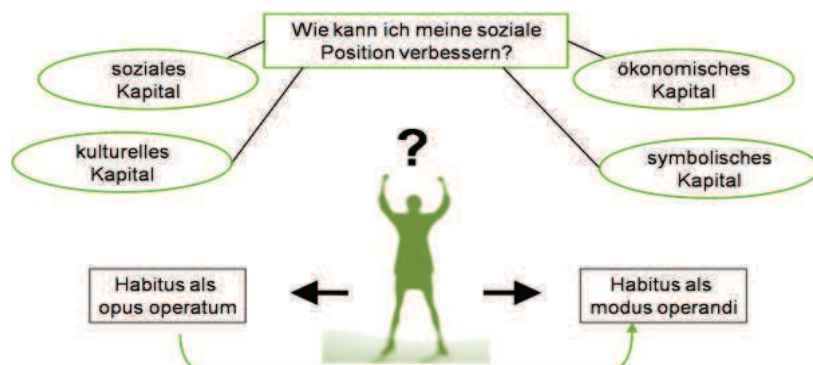 Wie kann ich meine soziale
Position verbessern?
soziales
Kapital
ökonomisches
Kapital
kulturelles
Kapital
symbolisches
Kapital
?
Habitus als
opus operatum
Habitus als
modus operandi